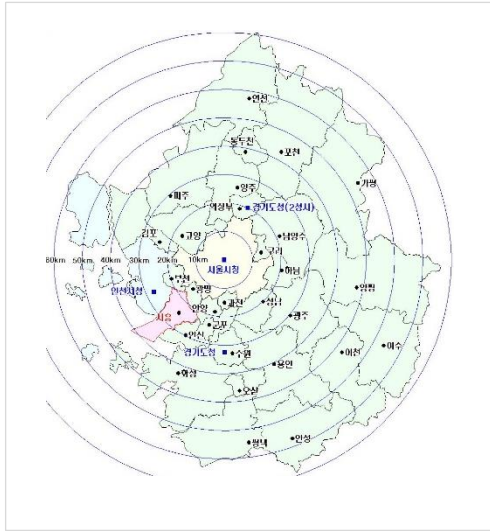 연천
동두천
포천
양주
가평
파주
의정부
경기도청(2청사)
김포
고양
남양주
구리
60km 50km 40km 30km 20km 10km
서울시청
하남
인천시청
부천
광명
과천
성남
양평
시흥
안양
군포
광주
안산
경기도청
수원
이천
여수
화성
용인
오산
평택
안성